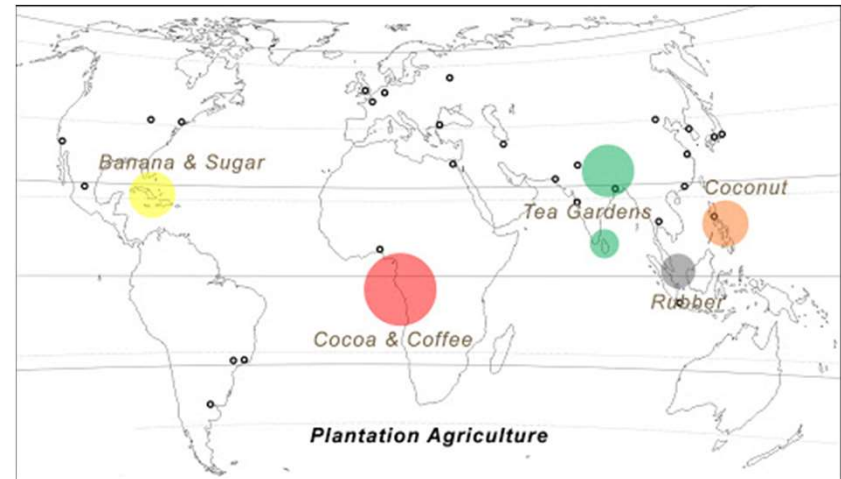 Banana & Sugar
Coconut
Tea Gardens
Rubber
Cocoa & Coffee
Plantation Agriculture